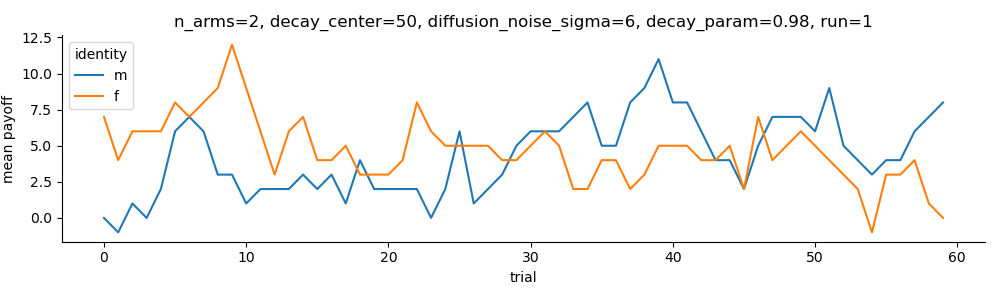 n_arms=2, decay_center=50, diffusion_noise_sigma=6, decay_param=0.98, run=1
identity
m
f
mean payoff
12.5
10.0
7.5
5.0
2.5
0.0
0 10 20 30 40 50 60
trial